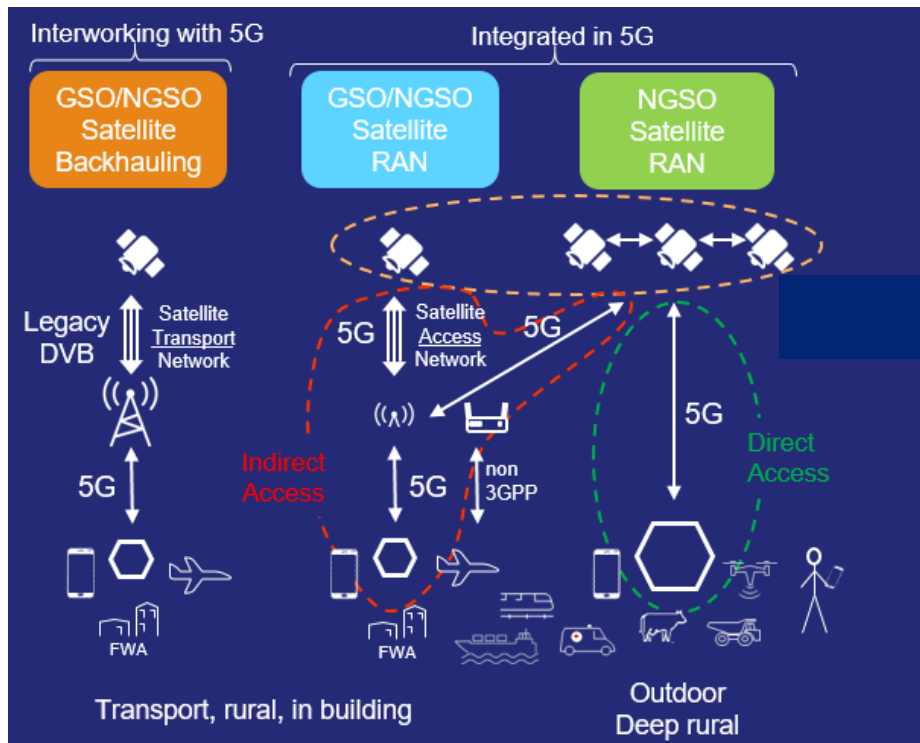 Interworking with 5G
Integrated in 5G
GSO/NGSO
Satellite
Backhauling
GSO/NGSO
Satellite
RAN
NGSO
Satellite
RAN
Legacy
DVB
Satellite
Transport
Network
5G
Satellite
Access
Network
5G
5G
Direct
Access
Indirect
Access
5G
5G
non
3GPP
FWA
FWA
Transport, rural, in building
Outdoor
Deep rural